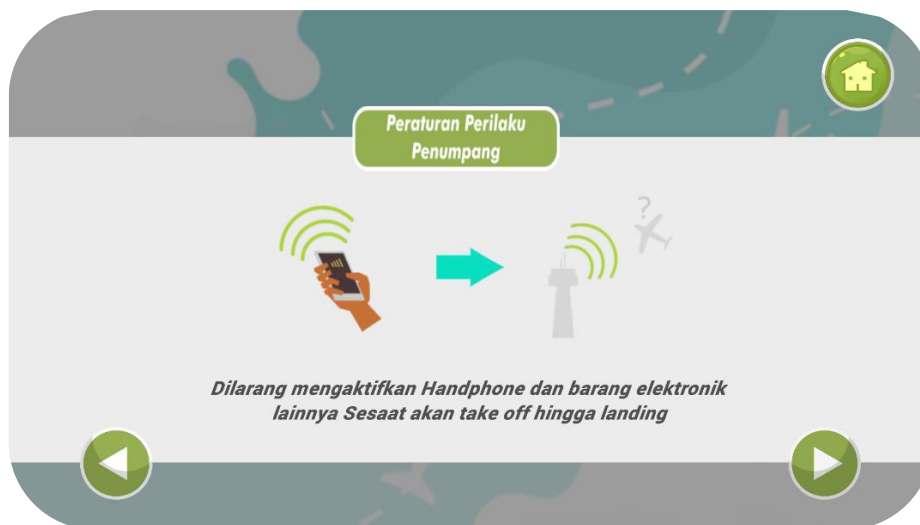 Peraturan Perilaku
Penumpang
?
Dilarang mengaktifkan Handphone dan barang elektronik
lainnya Sesaat akan take off hingga landing